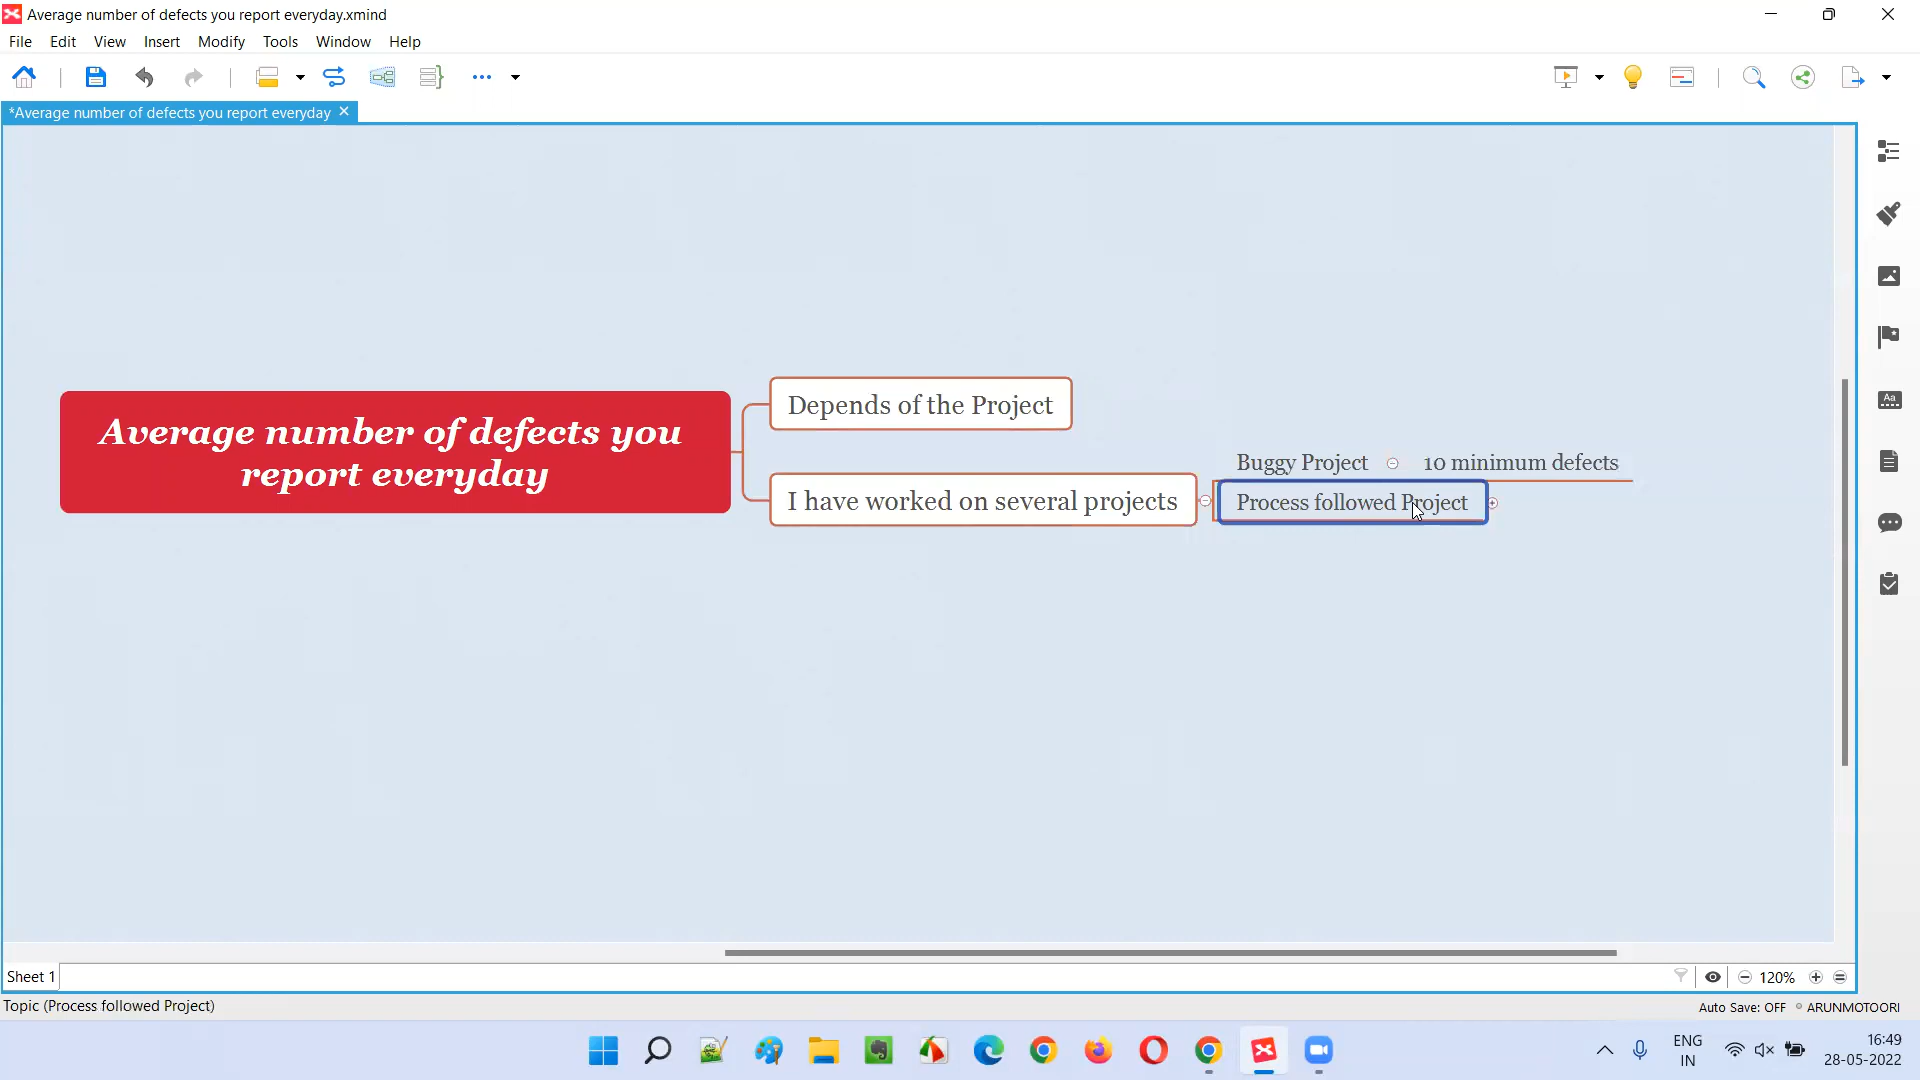 Average number of defects you report everyday.xmind
File Edit View Insert Modify Tools Window Help
*Average number of defects you report everyday
Average number of defects you
report everyday
Depends of the Project
I have worked on several projects
Buggy Project
10 minimum defects
Process followed Project
Aa
Sheet 1
120%
Topic (Process followed Project)
Auto Save: OFF
ARUNMOTOORI
ENG
IN
16:49
28-05-2022